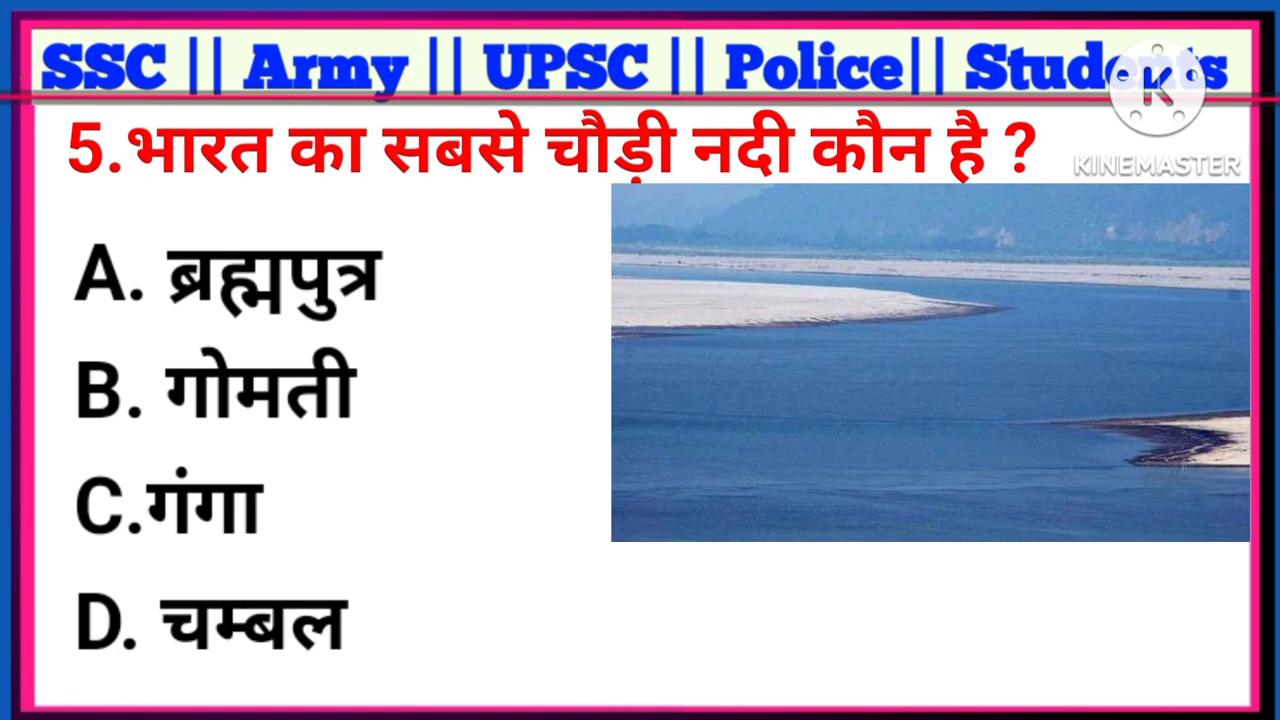 SSC || Army || UPSC || Police|| Students
KINEMASTER
5.भारत का सबसे चौड़ी नदी कौन है ?
A. ब्रह्मपुत्र
B. गोमती
C.गंगा
D. चम्बल